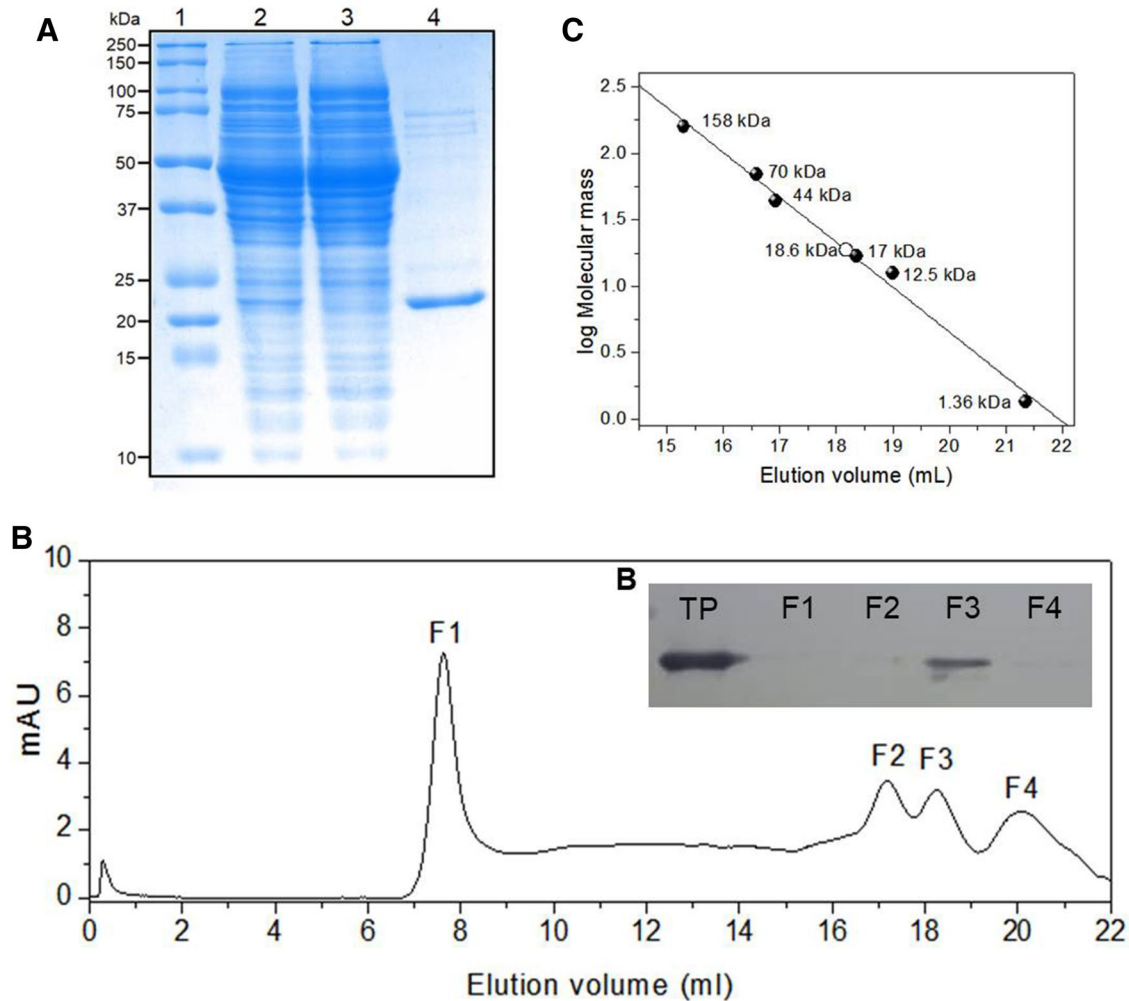 A
kDa 1 2 3 4
250
150
100
75
50
37
25
20
15
10
C
log Molecular mass
2.5
2.0
1.5
1.0
0.5
0.0
158 kDa
70 kDa
44 kDa
18.6 kDa 17 kDa
12.5 kDa
1.36 kDa
15 16 17 18 19 20 21 22
Elution volume (mL)
B
mAU
10
8
6
4
2
0
F1
F2 F3
F4
B
TP F1 F2 F3 F4
0 2 4 6 8 10 12 14 16 18 20 22
Elution volume (ml)